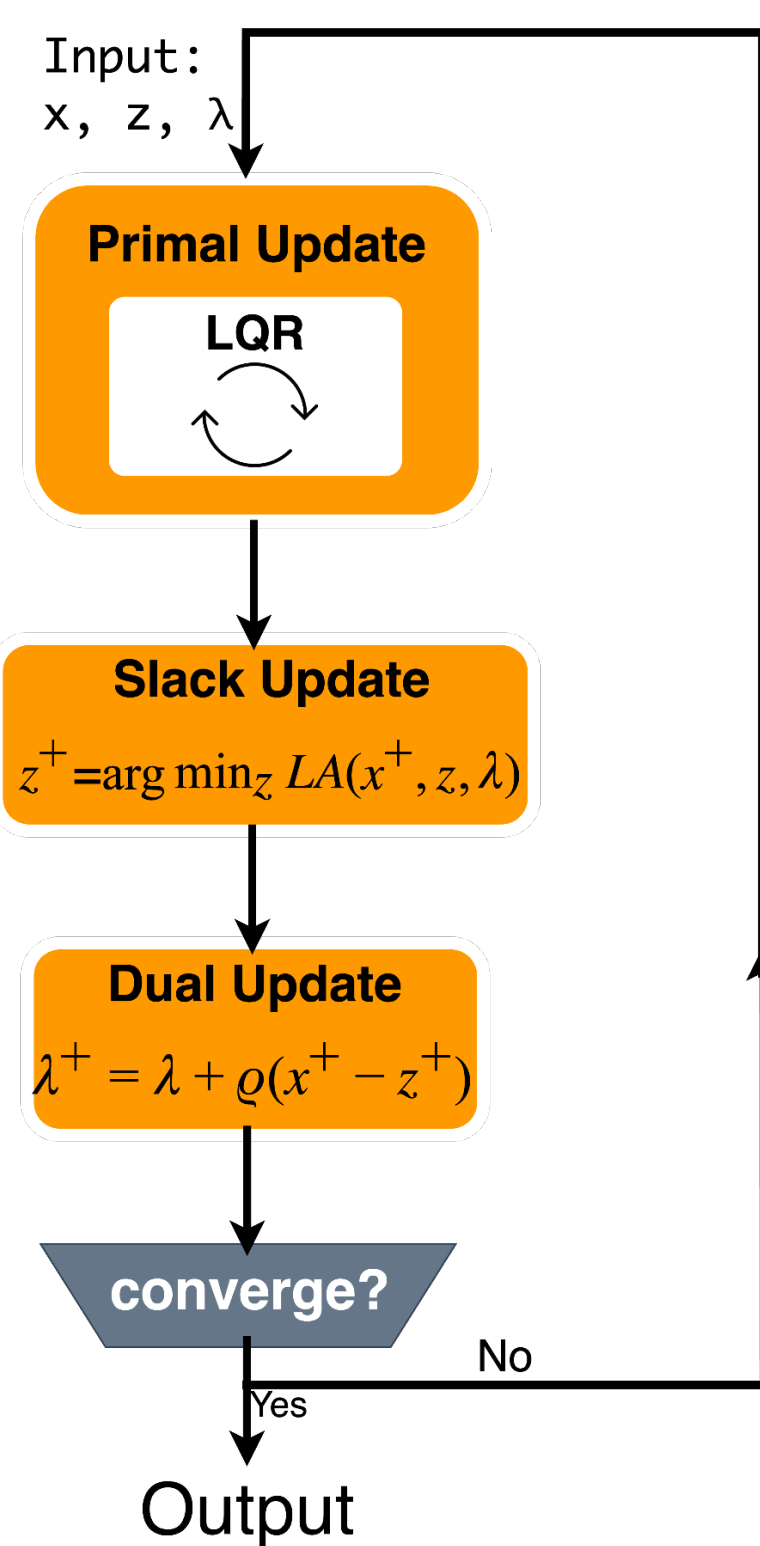 Input:
x, z, λ
Primal Update
LQR
Slack Update
z⁺=arg min_z LA(x⁺, z, λ)
Dual Update
λ⁺ = λ + ϱ(x⁺ − z⁺)
converge?
No
Yes
Output